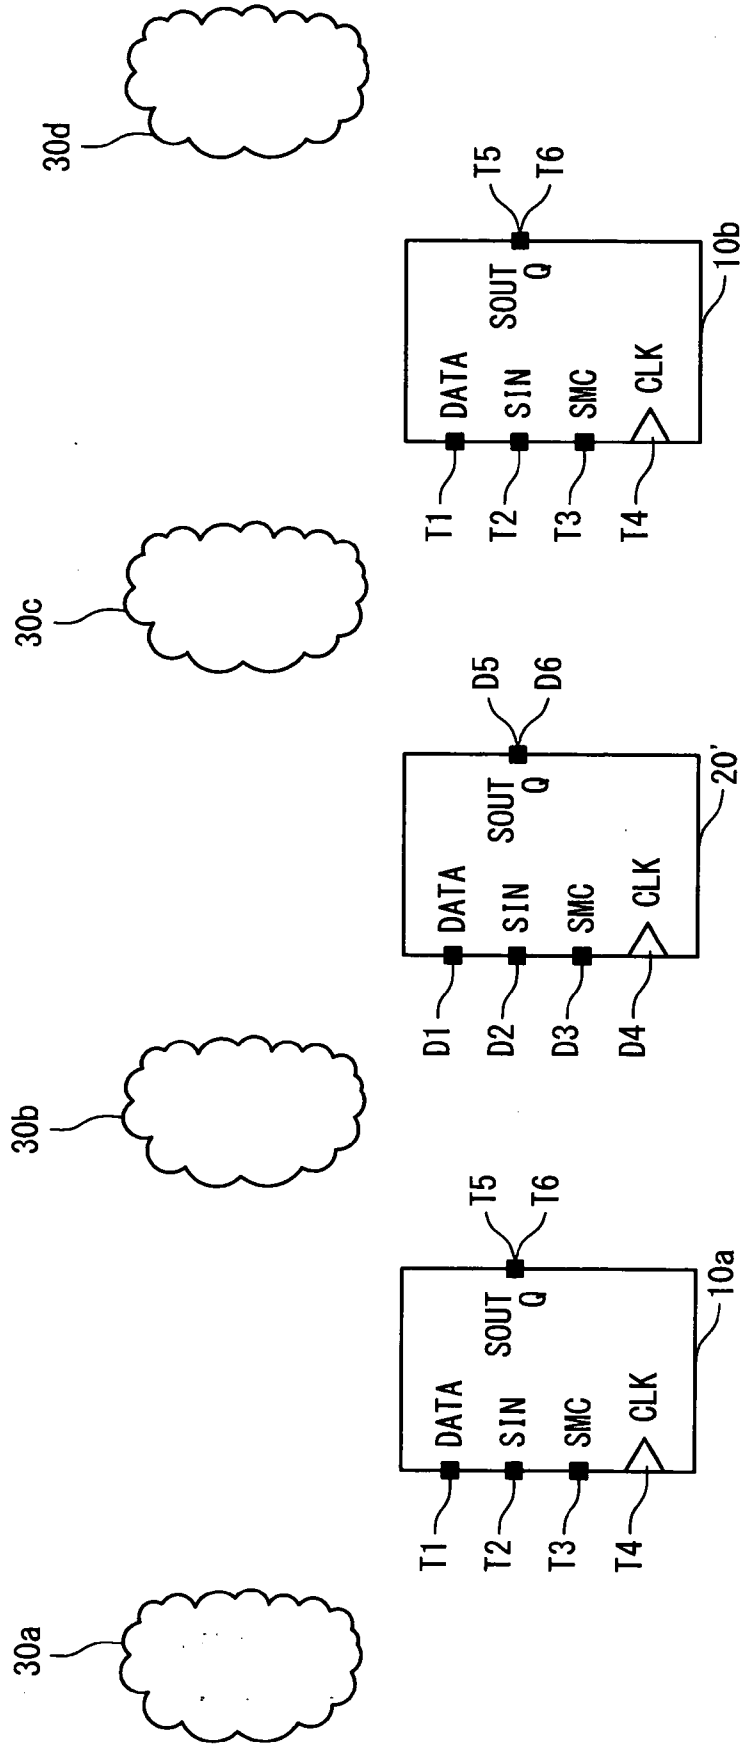 30a
30b
30c
30d
T1
T2
T3
T4
DATA
SIN
SMC
CLK
SOUT
Q
T5
T6
10a
D1
D2
D3
D4
DATA
SIN
SMC
CLK
SOUT
Q
D5
D6
20'
T1
T2
T3
T4
DATA
SIN
SMC
CLK
SOUT
Q
T5
T6
10b